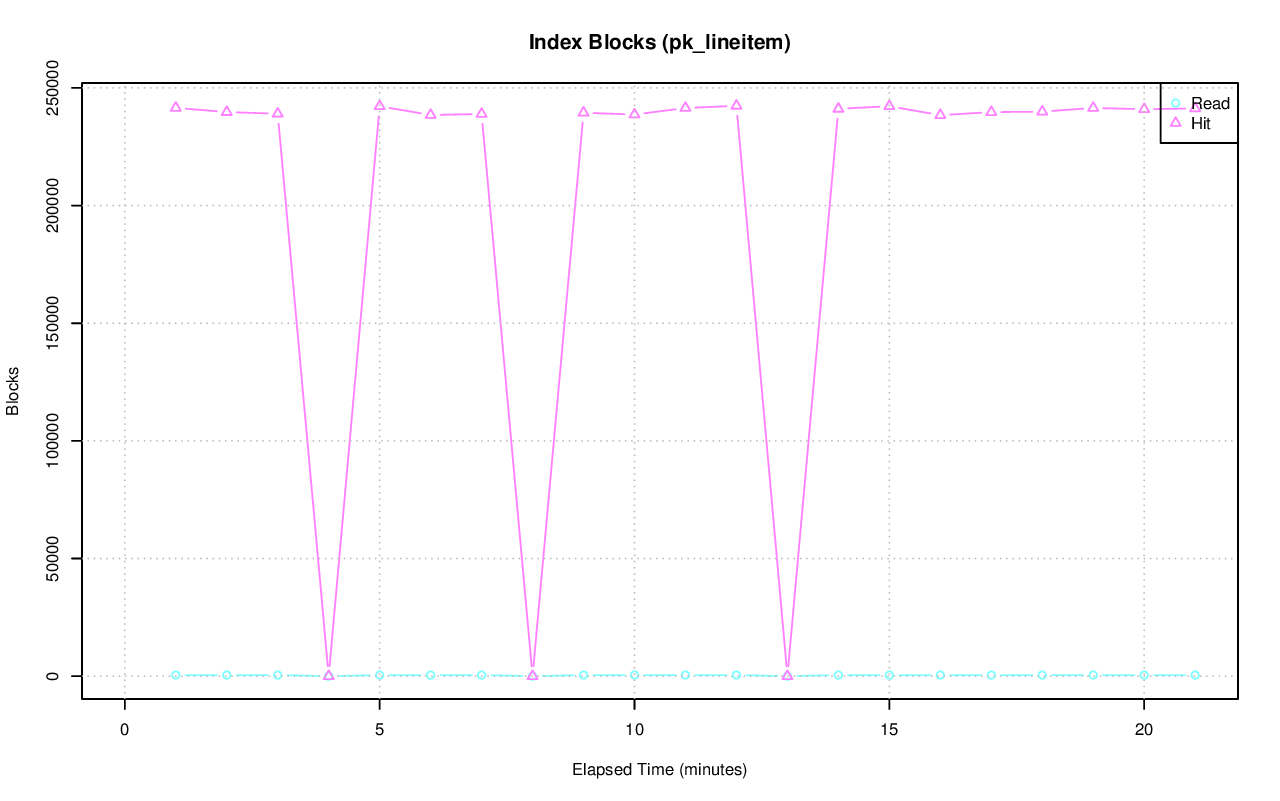 Index Blocks (pk_lineitem)
Read
Hit
250000
200000
150000
100000
50000
0
Blocks
0 5 10 15 20
Elapsed Time (minutes)